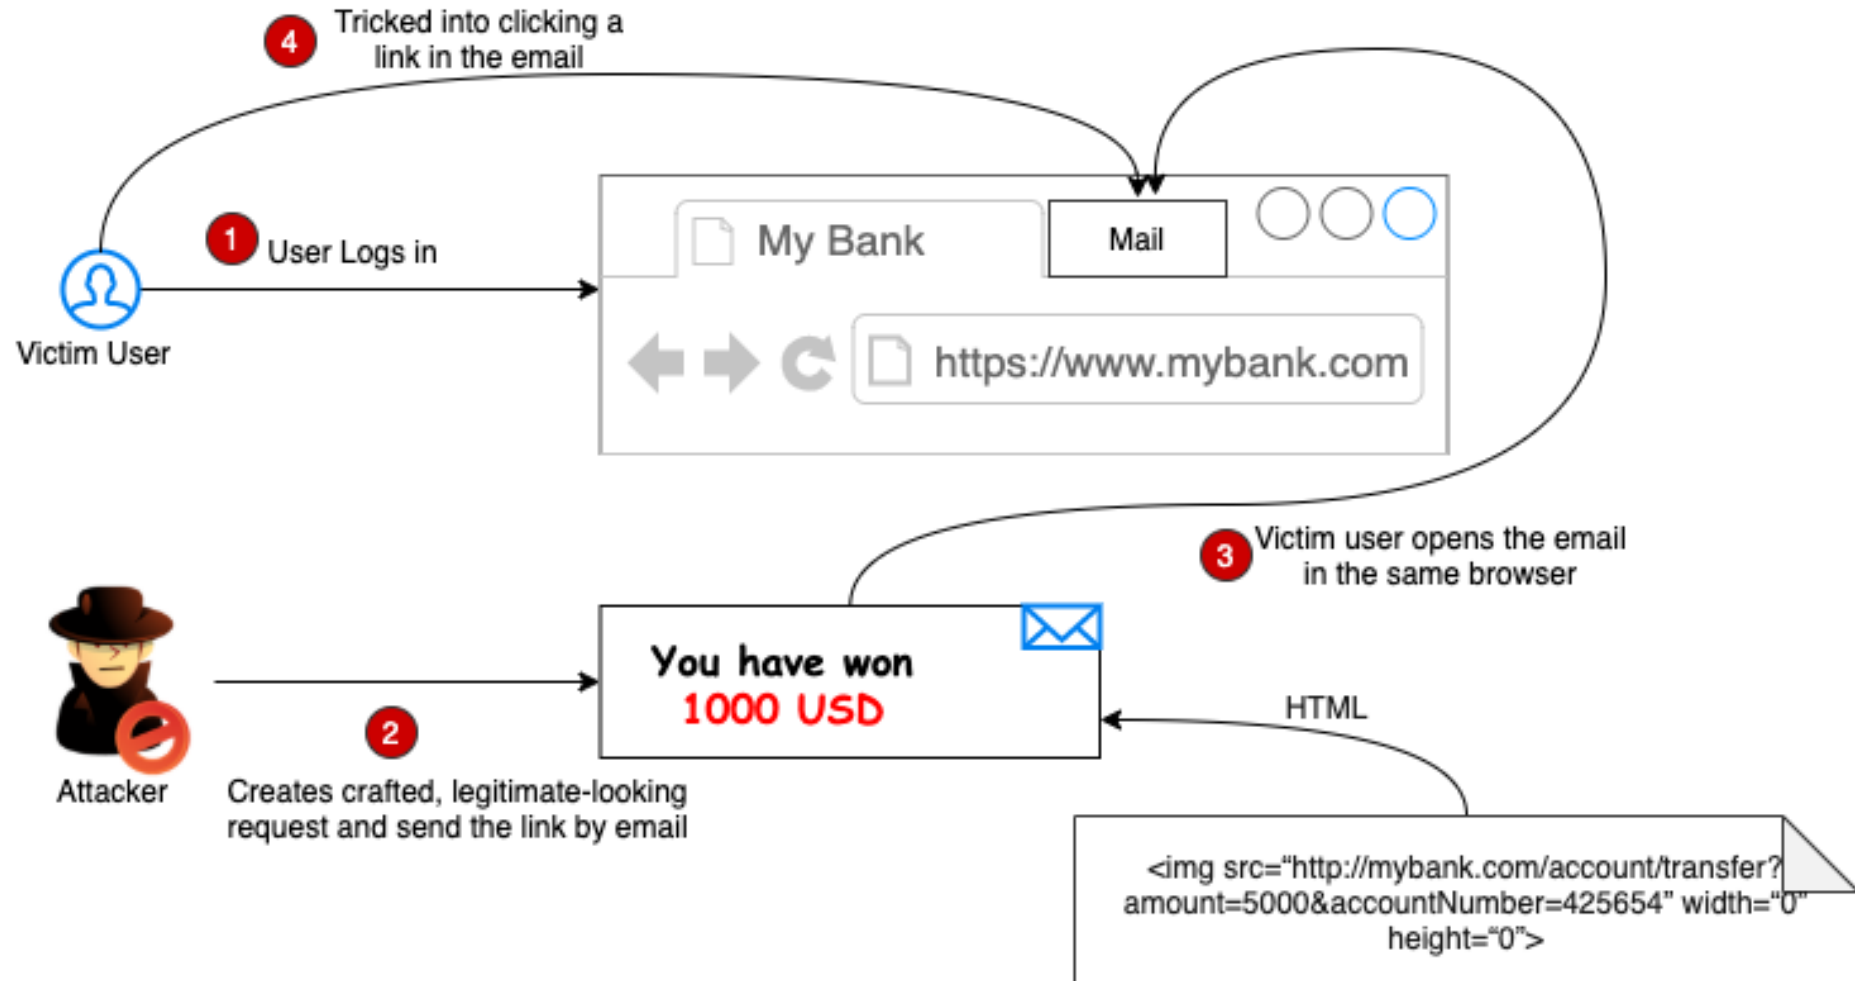 4
Tricked into clicking a
link in the email
1
User Logs in
Victim User
My Bank
Mail
https://www.mybank.com
3
Victim user opens the email
in the same browser
You have won
1000 USD
2
Attacker
Creates crafted, legitimate-looking
request and send the link by email
HTML
<img src=“http://mybank.com/account/transfer?
amount=5000&accountNumber=425654” width=“0”
height=“0”>